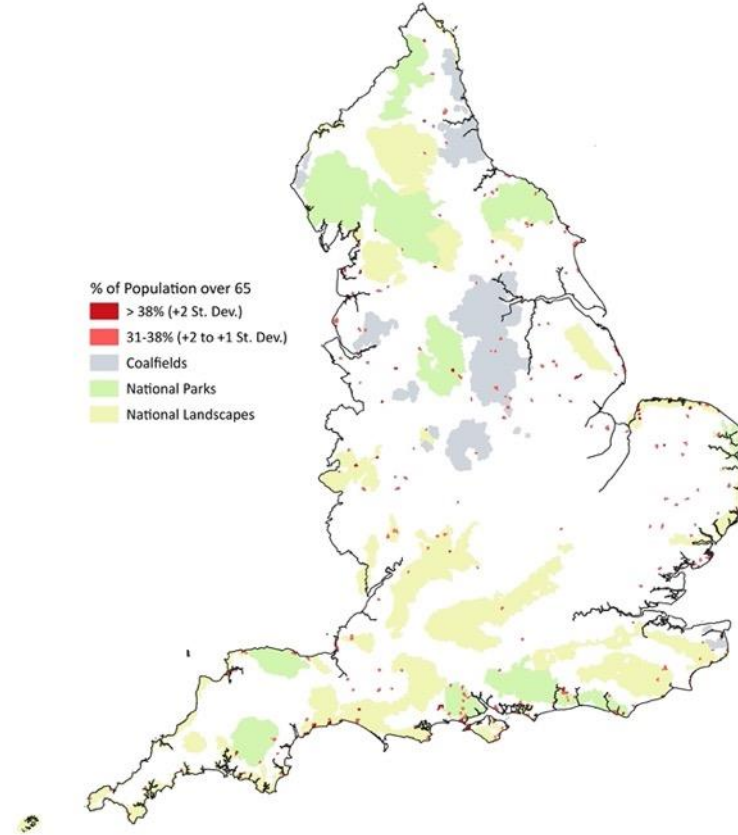 % of Population over 65
> 38% (+2 St. Dev.)
31-38% (+2 to +1 St. Dev.)
Coalfields
National Parks
National Landscapes